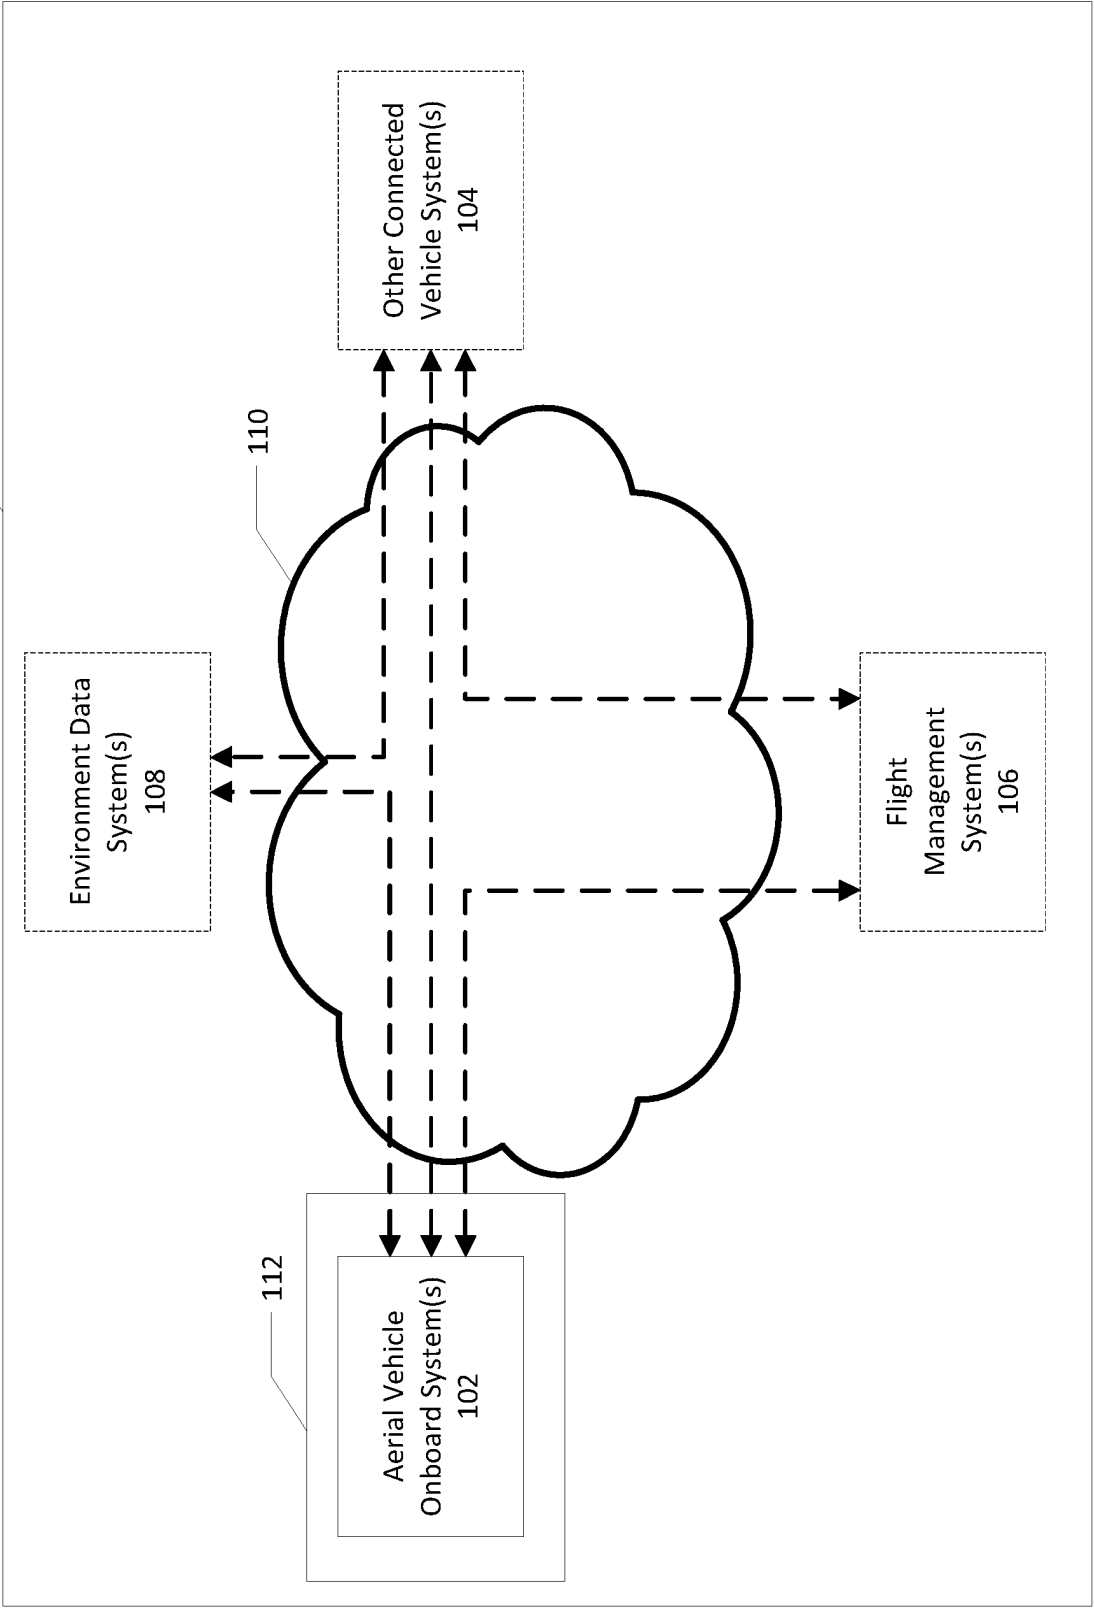 Environment Data
System(s)
108
110
112
Aerial Vehicle
Onboard System(s)
102
Other Connected
Vehicle System(s)
104
Flight
Management
System(s)
106